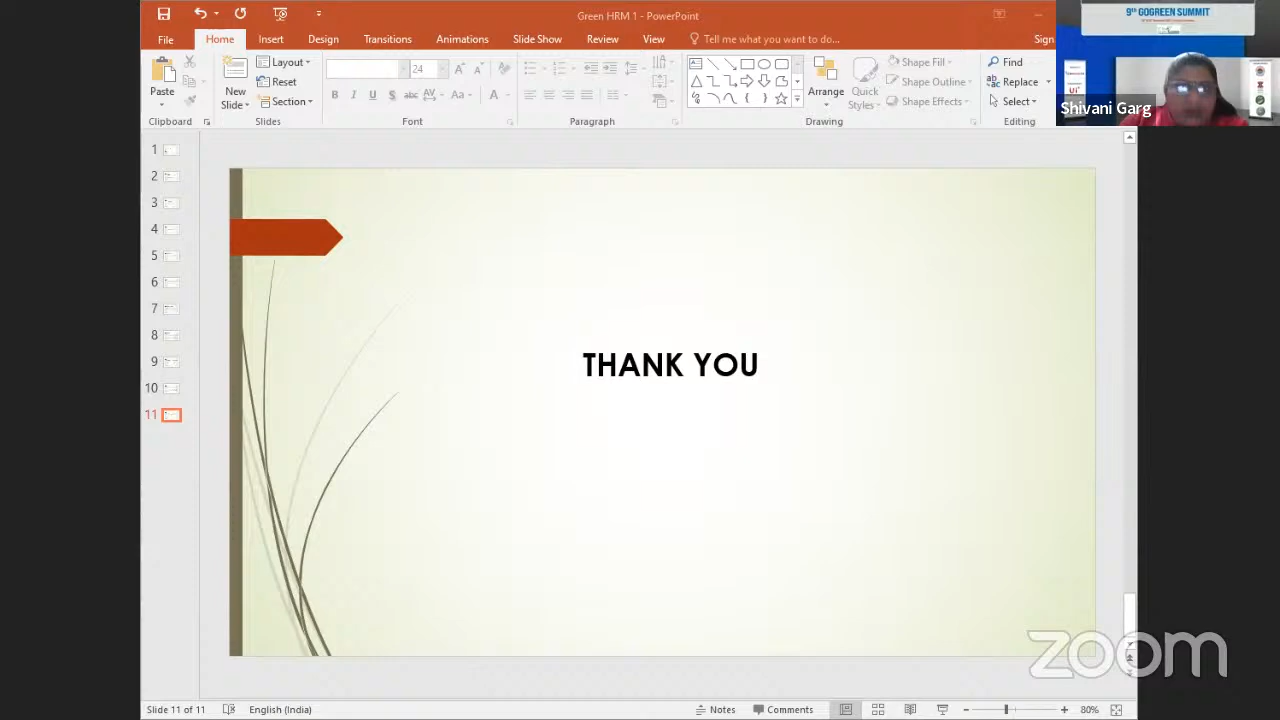 Green HRM 1 - PowerPoint
File Home Insert Design Transitions Animations Slide Show Review View Tell me what you want to do... Sign
Paste
Clipboard
New
Slide
Layout
Reset
Section
Slides
24
B I U S abc AV Aa A
Font
Paragraph
Arrange
Quick
Styles
Shape Fill
Shape Outline
Shape Effects
Drawing
Find
Replace
Select
Editing
9th GOGREEN SUMMIT
Shivani Garg
1
2
3
4
5
6
7
8
9
10
11
THANK YOU
zoom
Slide 11 of 11 English (India) Notes Comments 80%